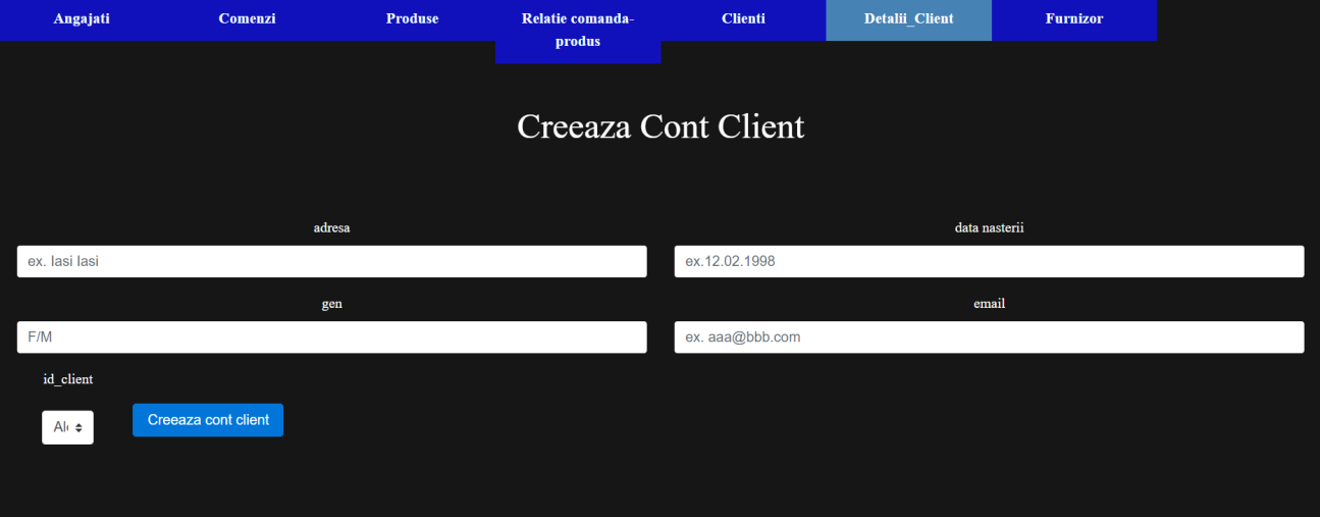 Angajati Comenzi Produse Relatie comanda- Clienti Detalii_Client Furnizor
produs
Creeaza Cont Client
adresa data nasterii
ex. Iasi Iasi ex.12.02.1998
gen email
F/M ex. aaa@bbb.com
id_client
Creeaza cont client